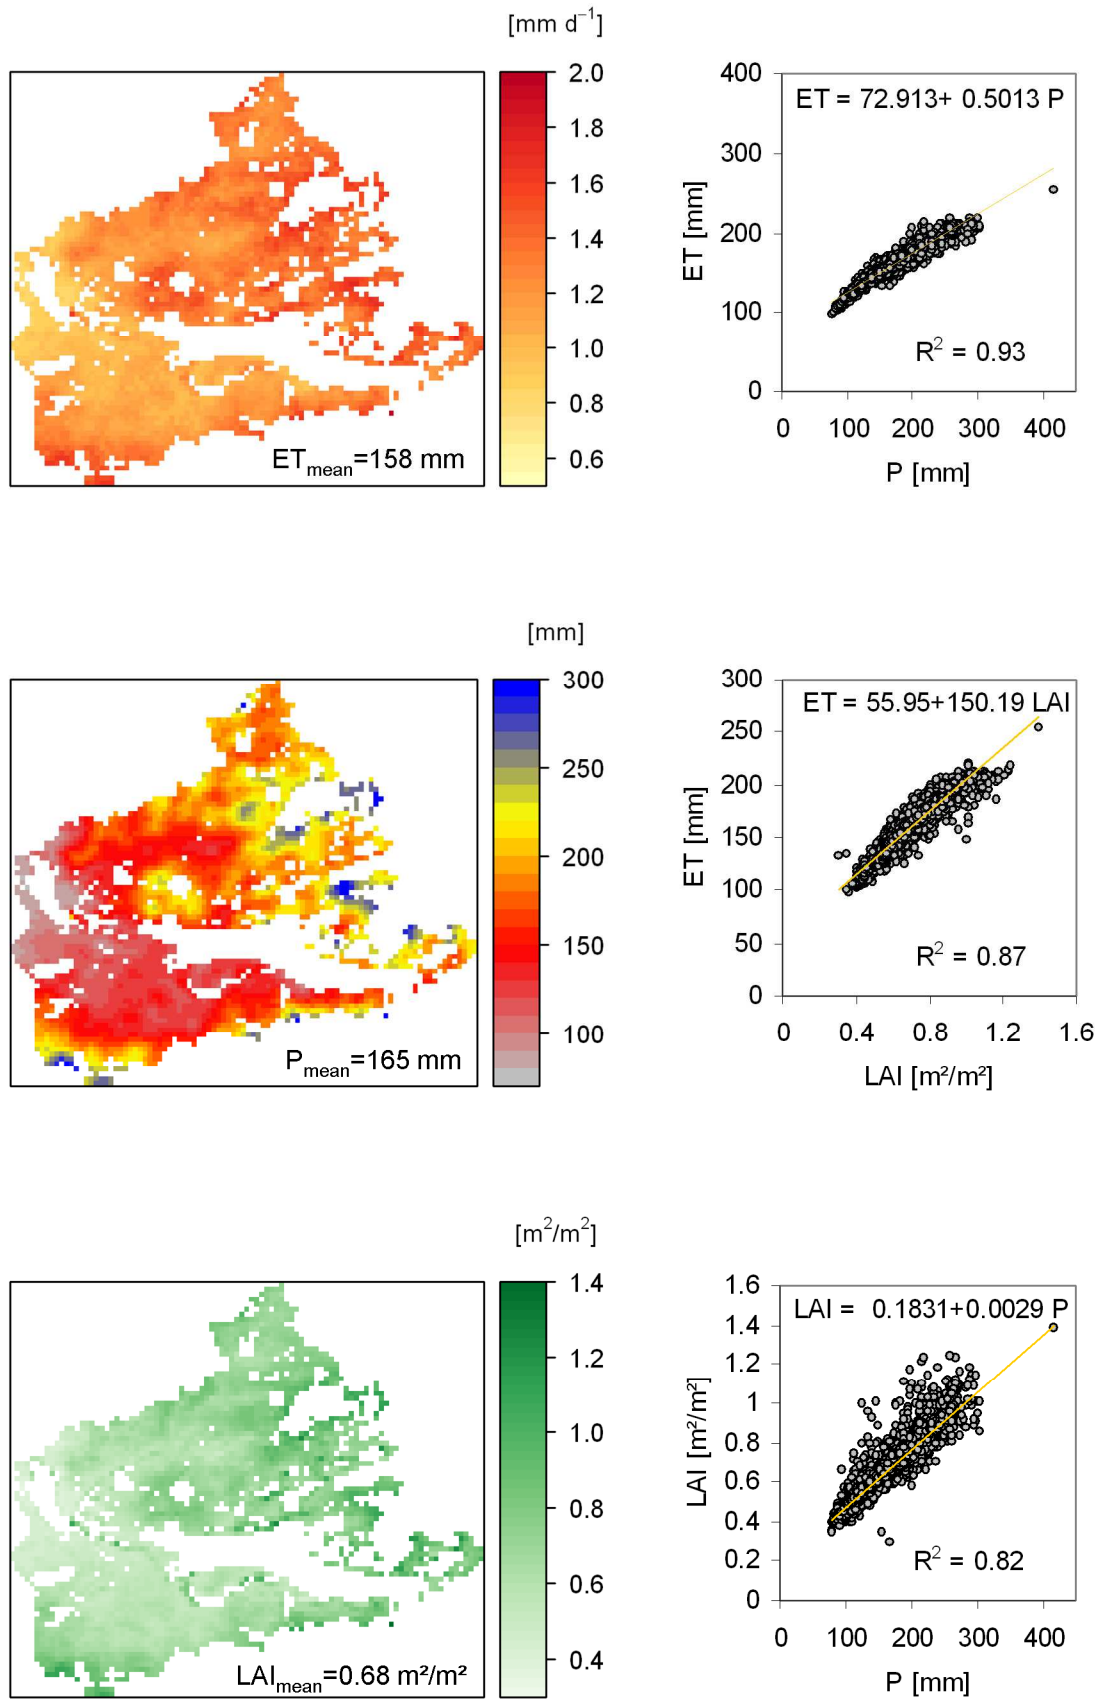 [mm d⁻¹]
2.0
1.8
1.6
1.4
1.2
1.0
0.8
0.6
ETmean=158 mm
400
300
200
100
0
ET [mm]
ET = 72.913+ 0.5013 P
R² = 0.93
0 100 200 300 400
P [mm]
[mm]
300
250
200
150
100
Pmean=165 mm
300
250
200
150
100
50
0
ET [mm]
ET = 55.95+150.19 LAI
R² = 0.87
0 0.4 0.8 1.2 1.6
LAI [m²/m²]
[m²/m²]
1.4
1.2
1.0
0.8
0.6
0.4
LAImean=0.68 m²/m²
1.6
1.4
1.2
1
0.8
0.6
0.4
0.2
0
LAI [m²/m²]
LAI = 0.1831+0.0029 P
R² = 0.82
0 100 200 300 400
P [mm]